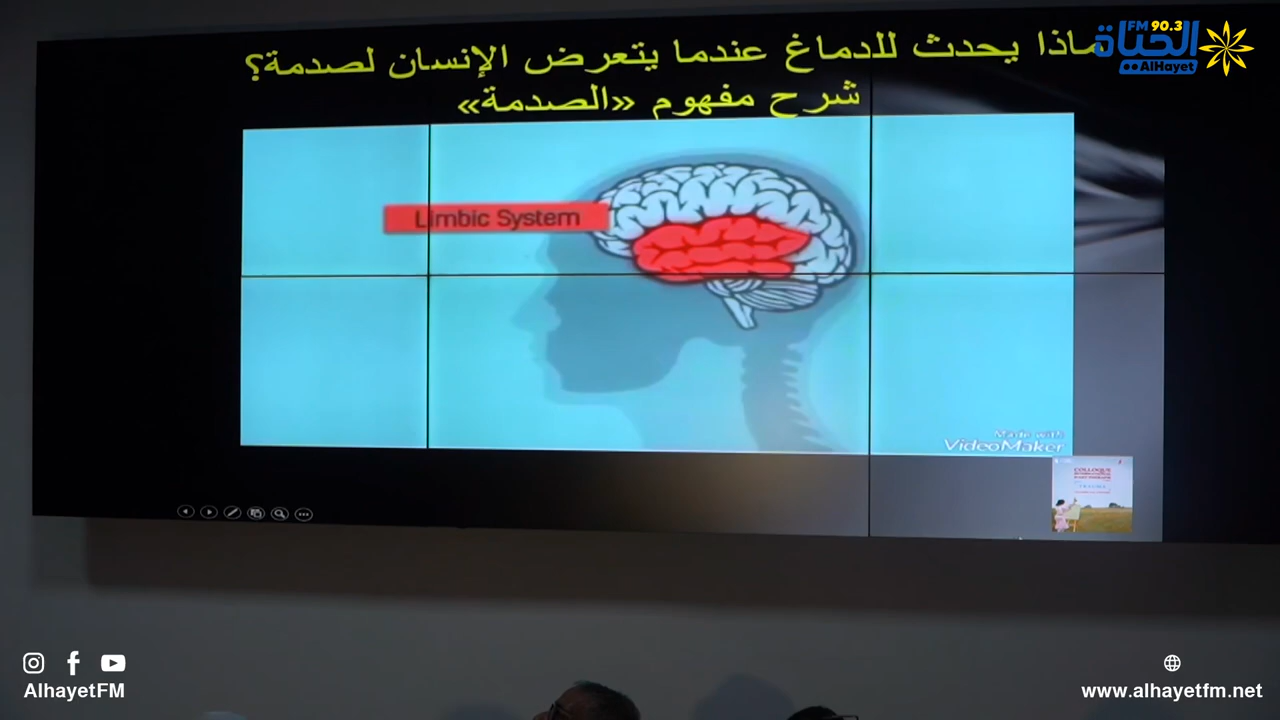 ماذا يحدث للدماغ عندما يتعرض الإنسان لصدمة؟
شرح مفهوم «الصدمة»
FM 90.3
الحياة
AlHayet
Limbic System
Made with
VideoMaker
COLLOQUE
AlhayetFM
www.alhayetfm.net